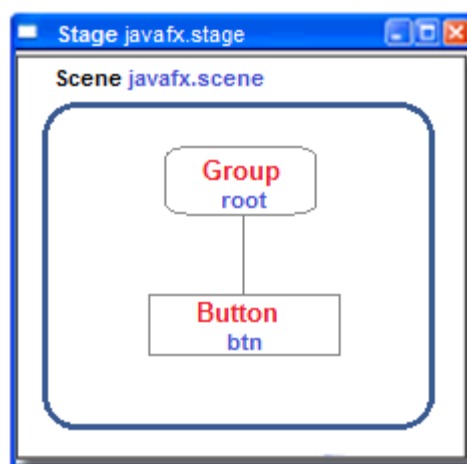 Stage javafx.stage
Scene javafx.scene
Group
root
Button
btn